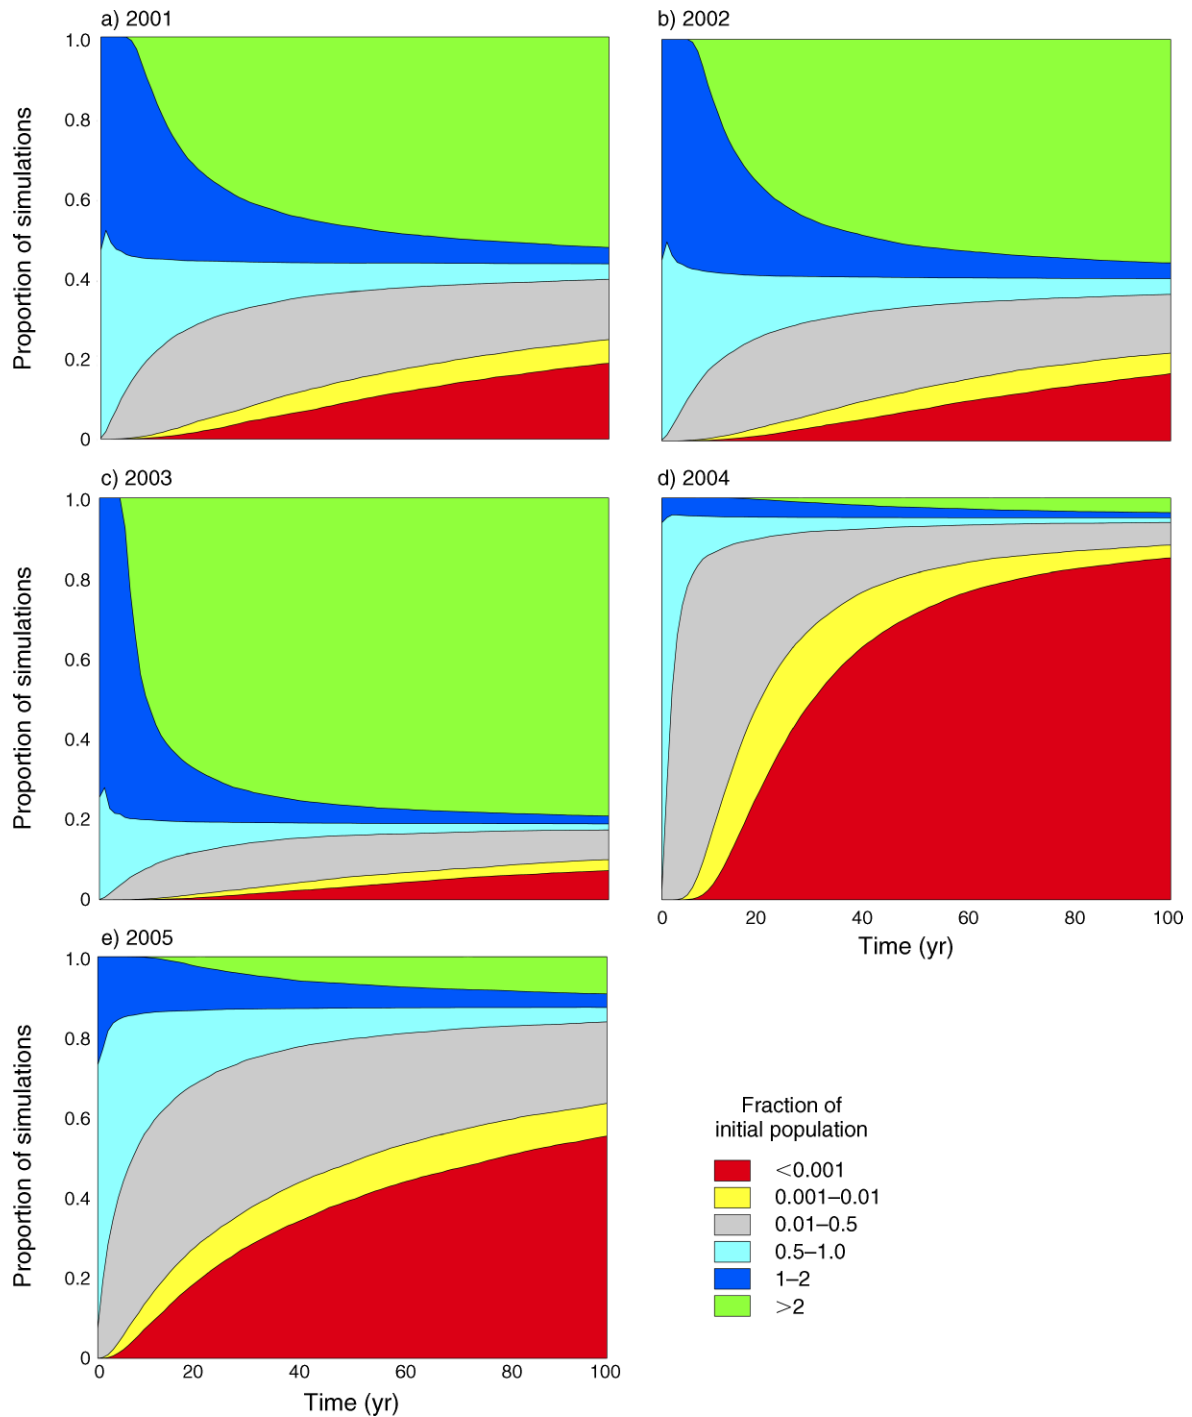 a) 2001
1.0
0.8
0.6
0.4
0.2
0
Proportion of simulations
b) 2002
c) 2003
1.0
0.8
0.6
0.4
0.2
0
Proportion of simulations
d) 2004
0 20 40 60 80 100
Time (yr)
e) 2005
1.0
0.8
0.6
0.4
0.2
0
Proportion of simulations
0 20 40 60 80 100
Time (yr)
Fraction of
initial population
<0.001
0.001–0.01
0.01–0.5
0.5–1.0
1–2
>2